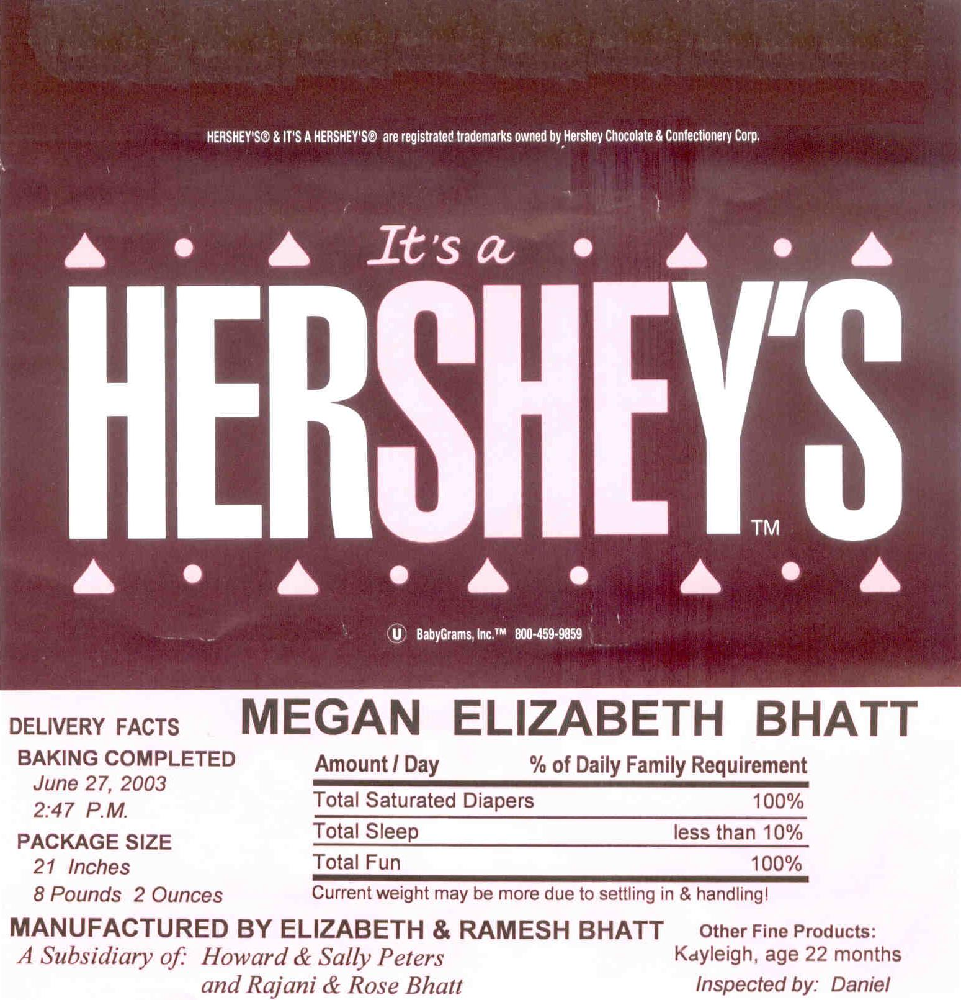 HERSHEY'S® & IT'S A HERSHEY'S® are registrated trademarks owned by Hershey Chocolate & Confectionery Corp.
It's a
HERSHEY'S
TM
U BabyGrams, Inc.™ 800-459-9859
MEGAN ELIZABETH BHATT
DELIVERY FACTS
BAKING COMPLETED
June 27, 2003
2:47 P.M.
PACKAGE SIZE
21 Inches
8 Pounds 2 Ounces
Amount / Day % of Daily Family Requirement
Total Saturated Diapers 100%
Total Sleep less than 10%
Total Fun 100%
Current weight may be more due to settling in & handling!
MANUFACTURED BY ELIZABETH & RAMESH BHATT
A Subsidiary of: Howard & Sally Peters
and Rajani & Rose Bhatt
Other Fine Products:
Kayleigh, age 22 months
Inspected by: Daniel